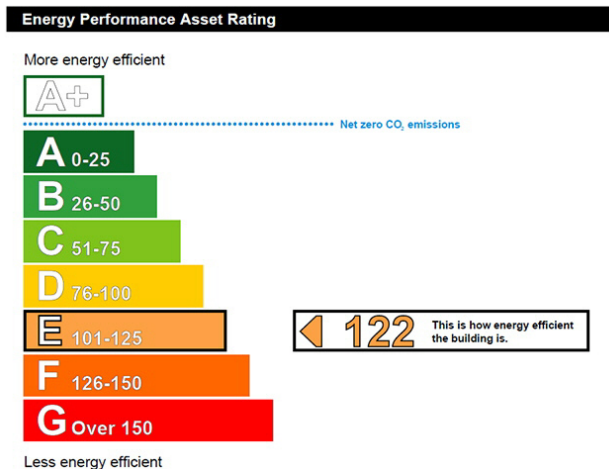 Energy Performance Asset Rating
More energy efficient
A+
Net zero CO₂ emissions
A 0-25
B 26-50
C 51-75
D 76-100
E 101-125
122 This is how energy efficient
the building is.
F 126-150
G Over 150
Less energy efficient